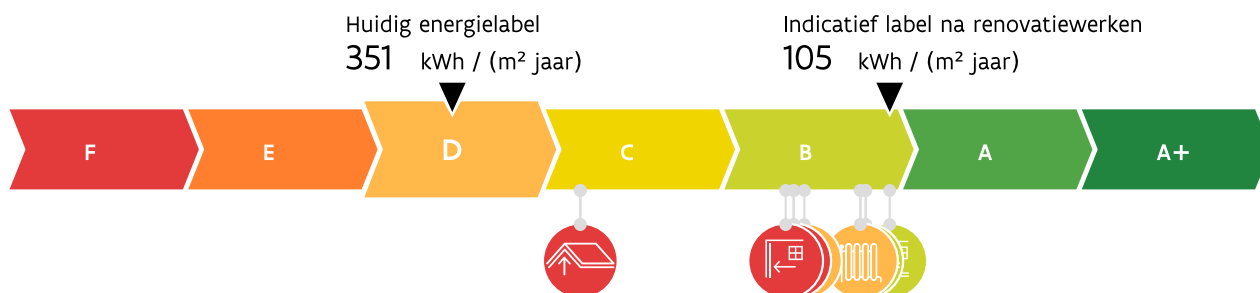 Huidig energielabel
351 kWh / (m² jaar)
Indicatief label na renovatiewerken
105 kWh / (m² jaar)
F E D C B A A+